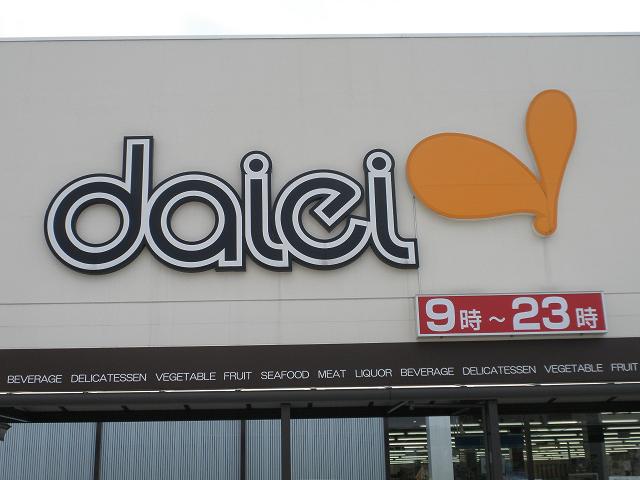 daiei
9時~23時
BEVERAGE DELICATESSEN VEGETABLE FRUIT SEAFOOD MEAT LIQUOR BEVERAGE DELICATESSEN VEGETABLE FRUIT